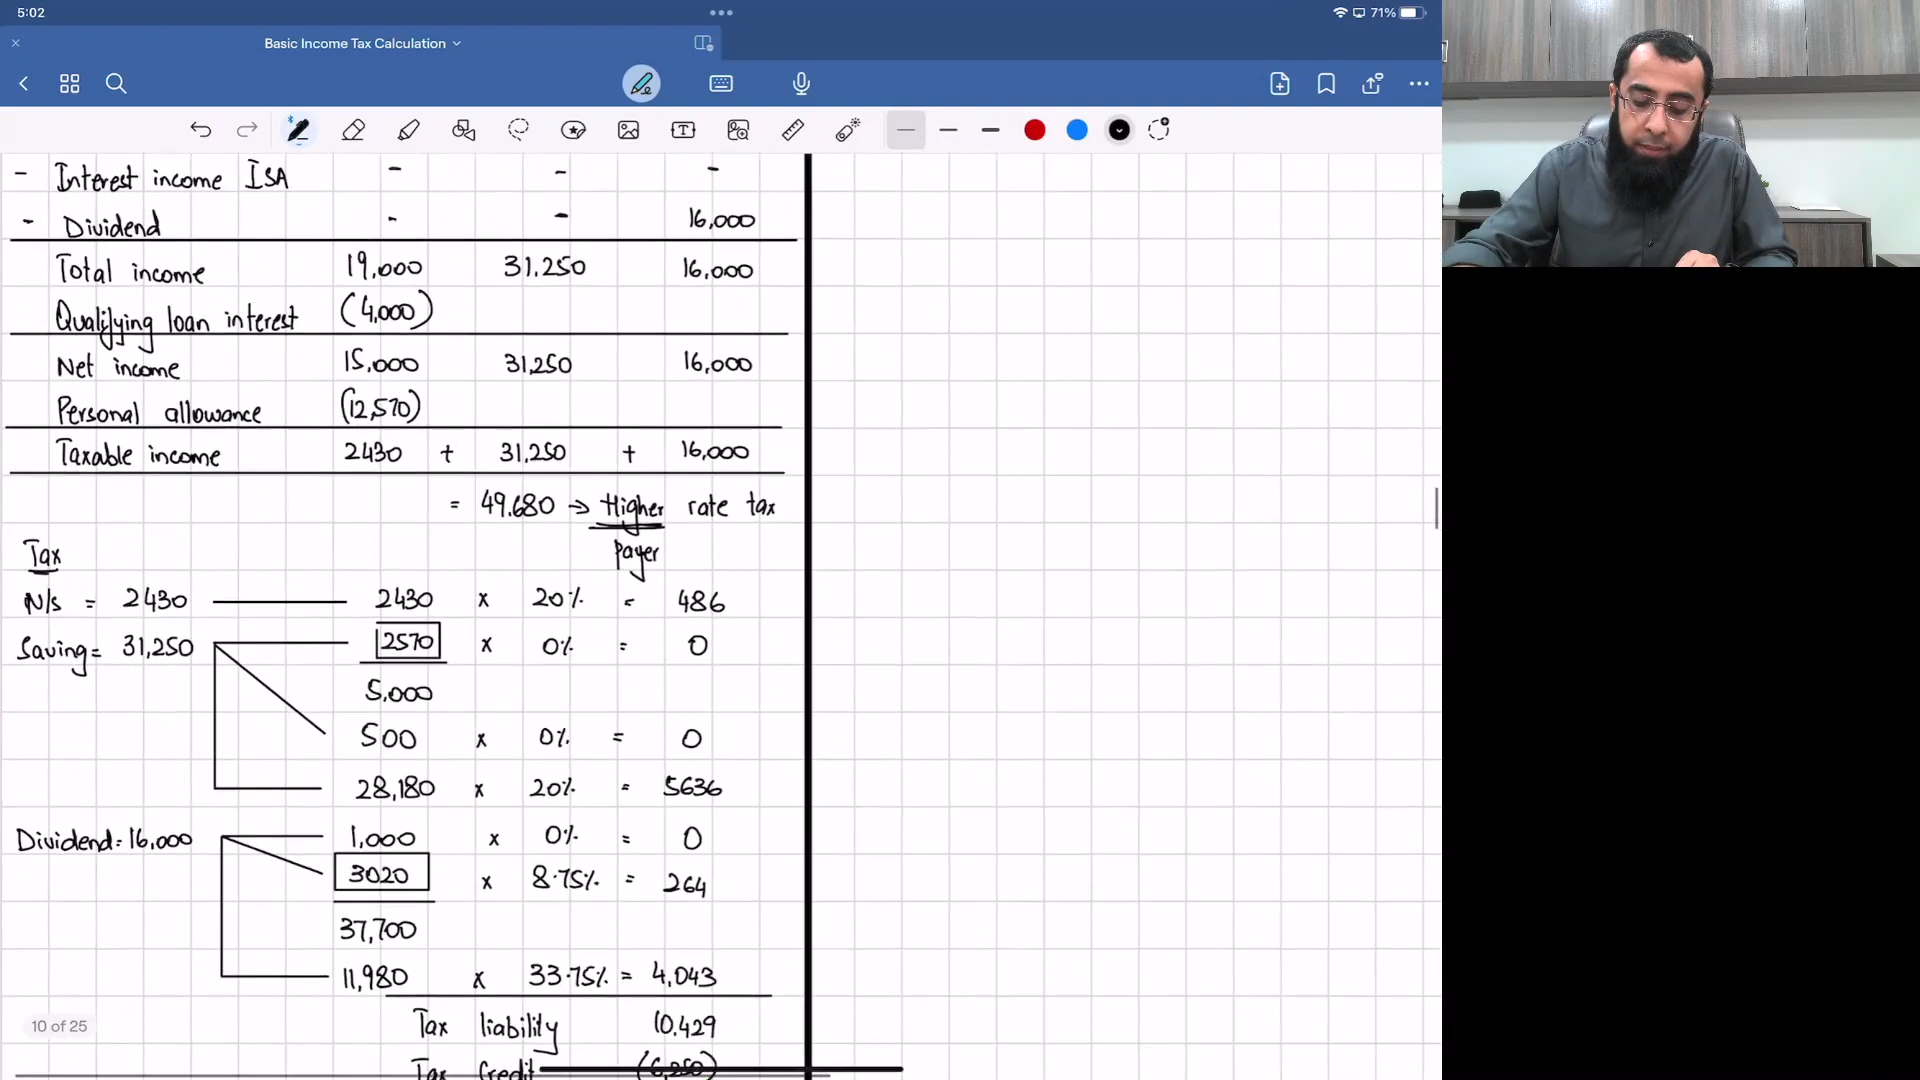 5:02
71%
Basic Income Tax Calculation
- Interest income ISA - - -
- Dividend - - 16,000
Total income 19,000 31,250 16,000
Qualifying loan interest (4,000)
Net income 15,000 31,250 16,000
Personal allowance (12,570)
Taxable income 2430 + 31,250 + 16,000
= 49,680 → Higher rate tax
Payer
Tax
N/s = 2430 2430 x 20% = 486
Saving = 31,250 2570 x 0% = 0
5,000
500 x 0% = 0
28,180 x 20% = 5636
Dividend = 16,000 1,000 x 0% = 0
3020 x 8.75% = 264
37,700
11,980 x 33.75% = 4,043
10 of 25
Tax liability 10,429
Tax Credit (6,250)